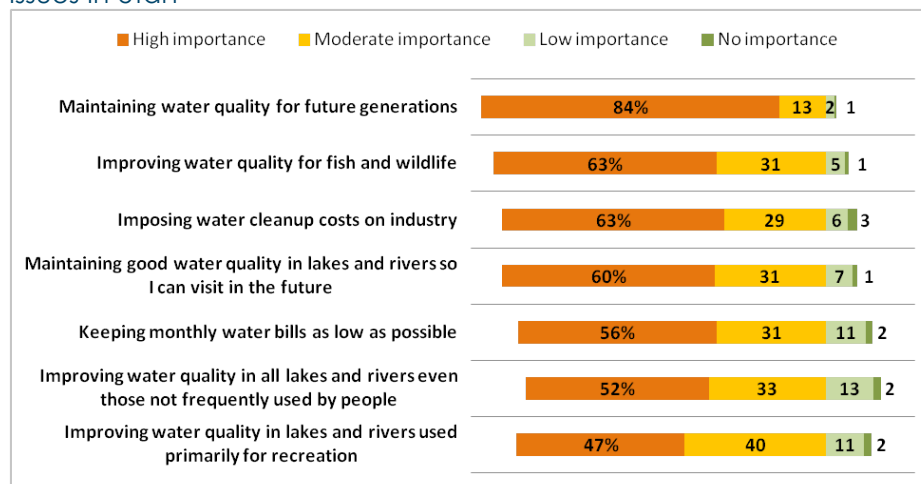 issues in Utah
High importance Moderate importance Low importance No importance
Maintaining water quality for future generations 84% 13 2 1
Improving water quality for fish and wildlife 63% 31 5 1
Imposing water cleanup costs on industry 63% 29 6 3
Maintaining good water quality in lakes and rivers so
I can visit in the future 60% 31 7 1
Keeping monthly water bills as low as possible 56% 31 11 2
Improving water quality in all lakes and rivers even
those not frequently used by people 52% 33 13 2
Improving water quality in lakes and rivers used
primarily for recreation 47% 40 11 2